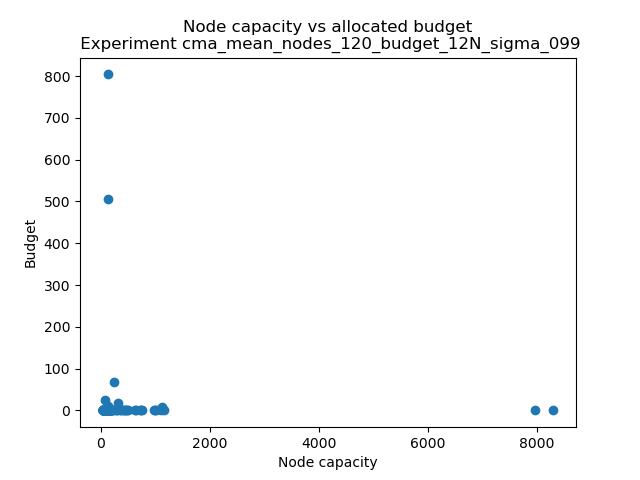 Node capacity vs allocated budget
Experiment cma_mean_nodes_120_budget_12N_sigma_099
800
700
600
500
400
300
200
100
0
Budget
0 2000 4000 6000 8000
Node capacity